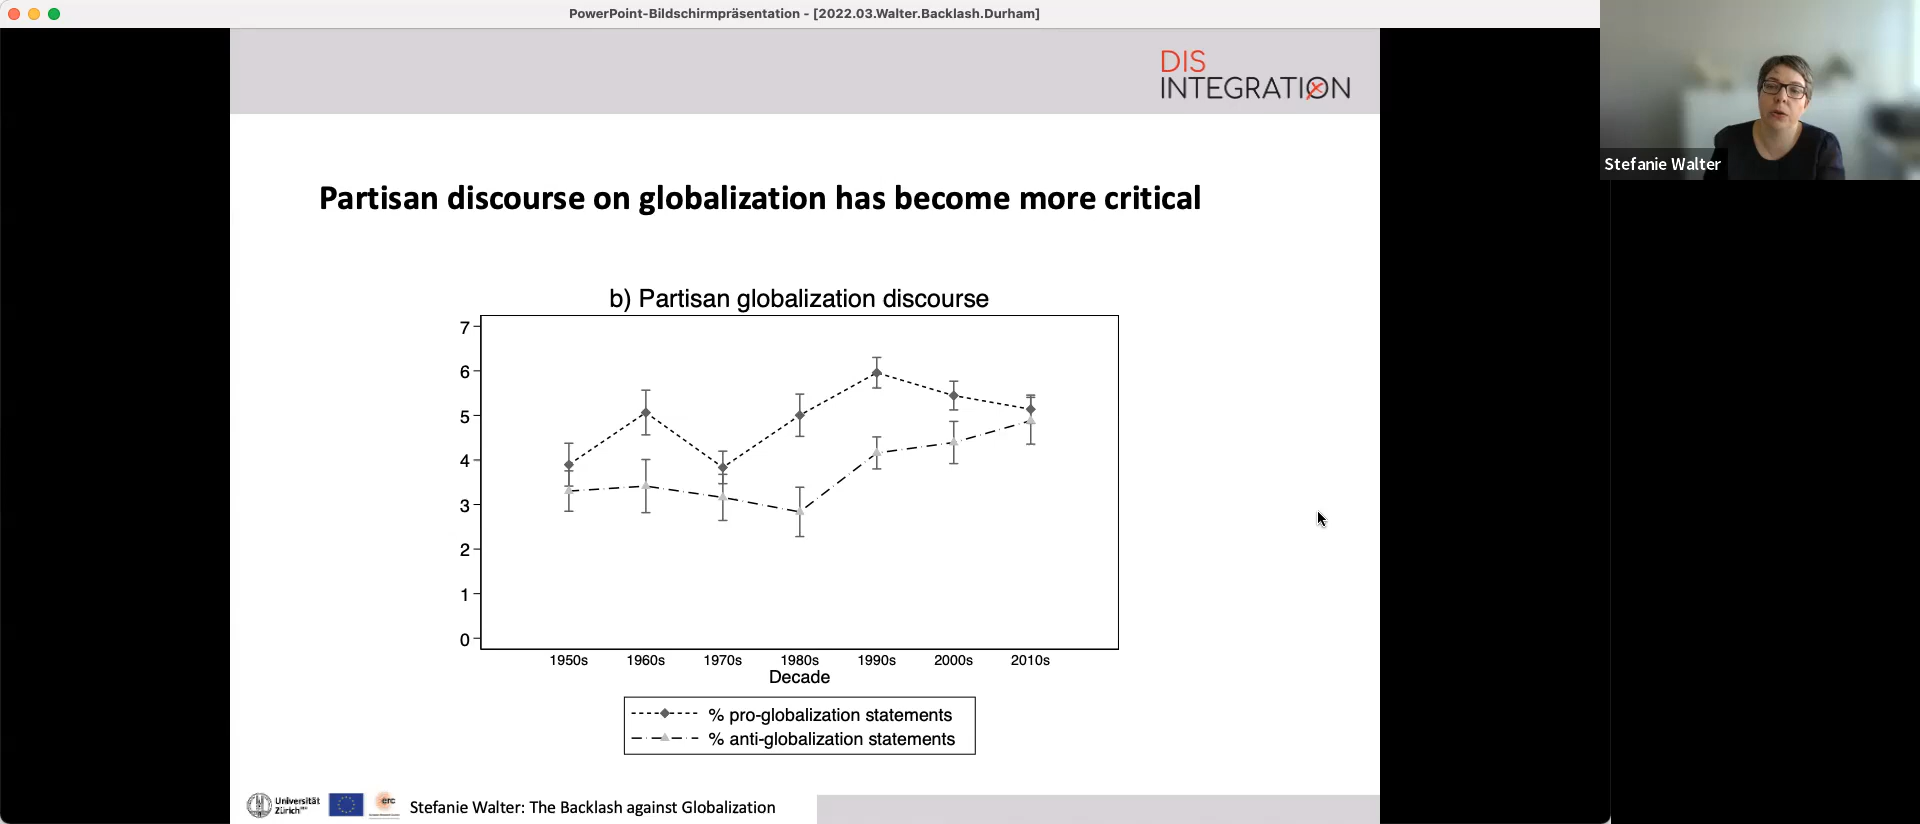 PowerPoint-Bildschirmpräsentation - [2022.03.Walter.Backlash.Durham]
DIS
INTEGRATION
Stefanie Walter
Partisan discourse on globalization has become more critical
b) Partisan globalization discourse
7
6
5
4
3
2
1
0
1950s 1960s 1970s 1980s 1990s 2000s 2010s
Decade
% pro-globalization statements
% anti-globalization statements
Universität
Zürich
erc
Stefanie Walter: The Backlash against Globalization